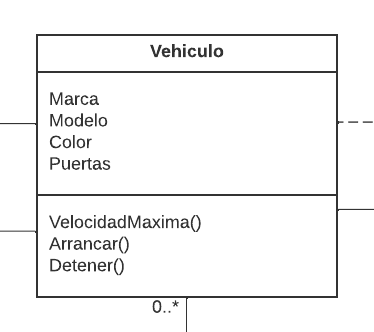 Vehiculo
Marca
Modelo
Color
Puertas
VelocidadMaxima()
Arrancar()
Detener()
0..*